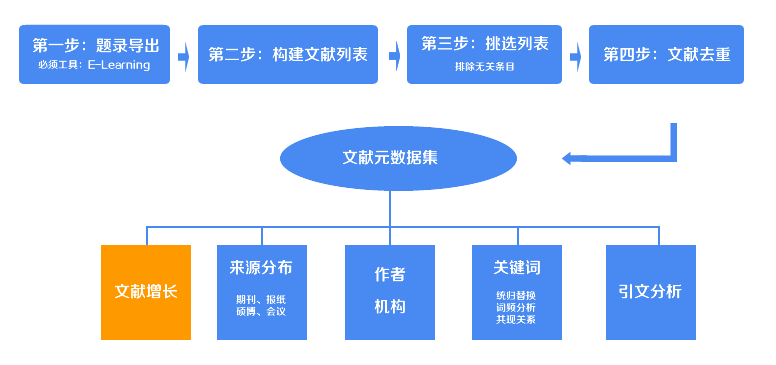 第一步：题录导出
必须工具：E-Learning
第二步：构建文献列表
第三步：挑选列表
排除无关条目
第四步：文献去重
文献元数据集
文献增长
来源分布
期刊、报纸
硕博、会议
作者
机构
关键词
统归替换
词频分析
共现关系
引文分析